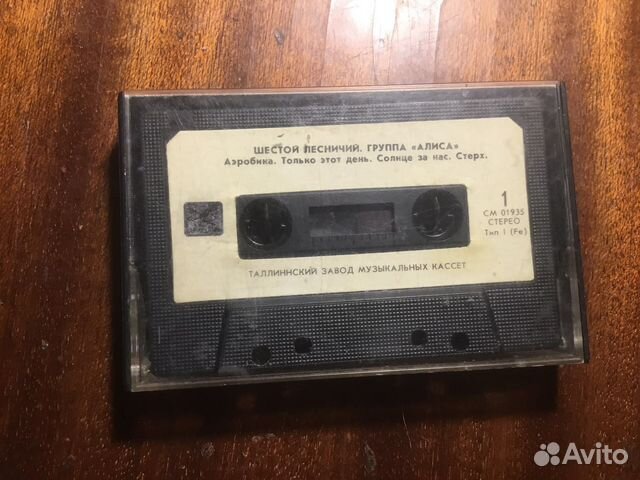 ШЕСТОЙ ЛЕСНИЧИЙ. ГРУППА «АЛИСА»
Аэробика. Только этот день. Солнце за нас. Стерх.
1
СМ 01935
СТЕРЕО
Тип I (Fe)
ТАЛЛИННСКИЙ ЗАВОД МУЗЫКАЛЬНЫХ КАССЕТ
Avito